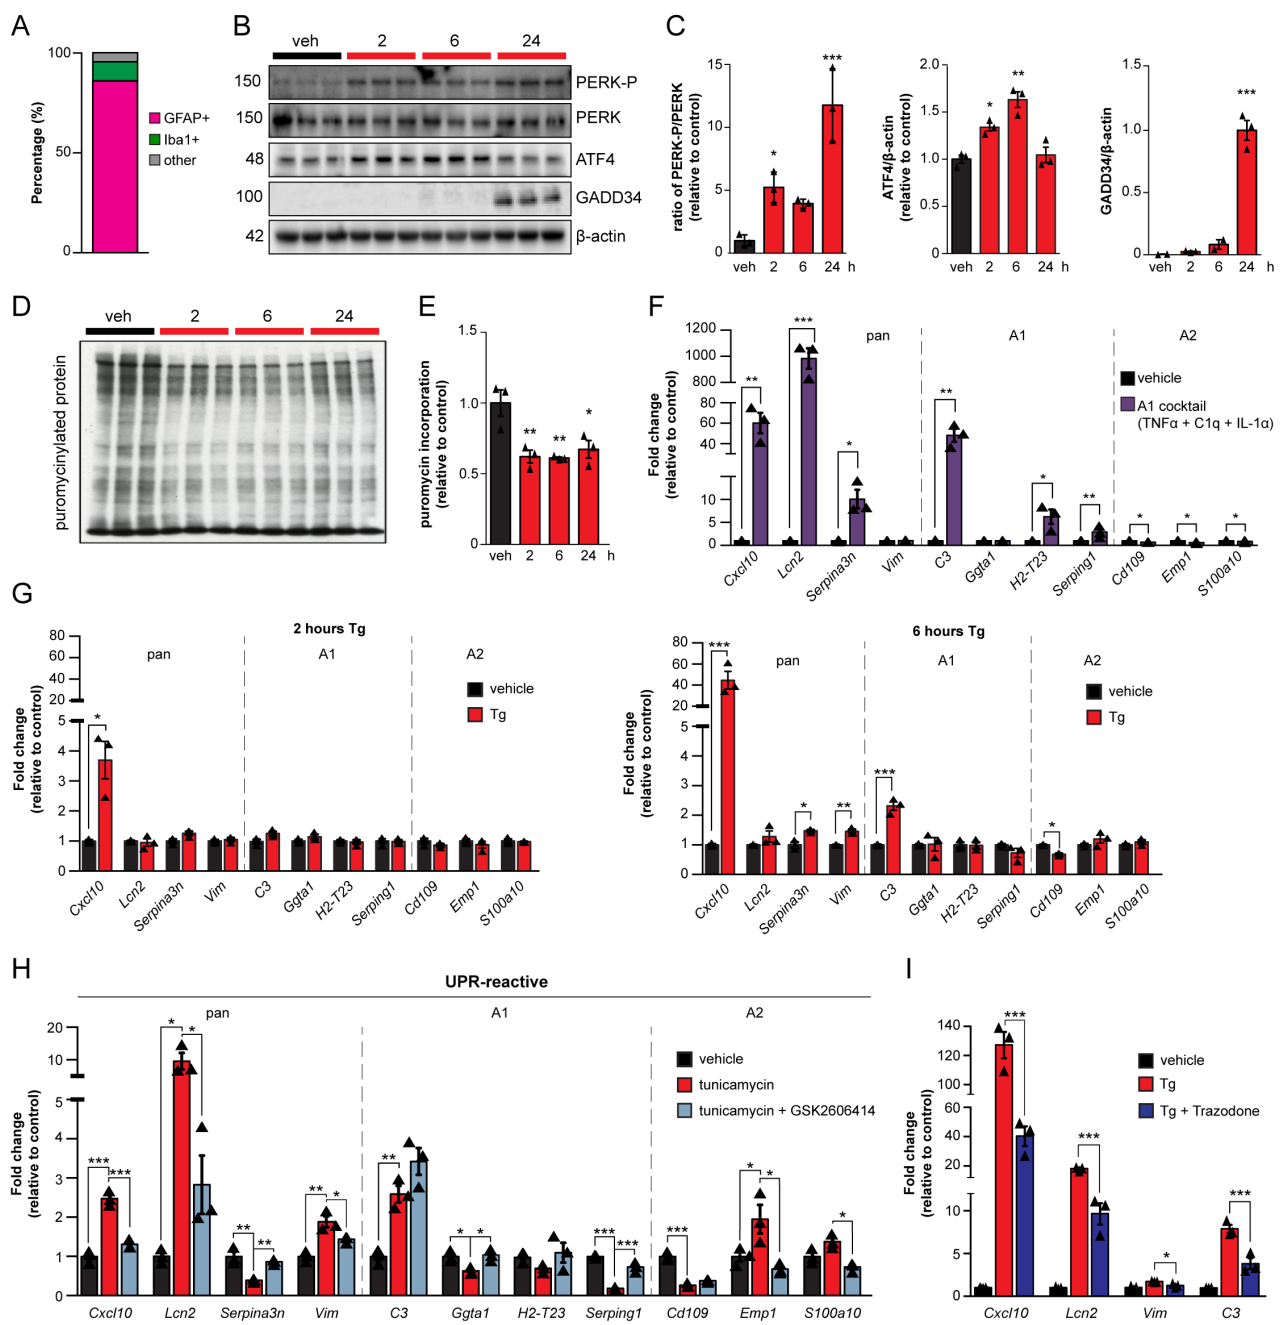 A
100
50
0
Percentage (%)
GFAP+
Iba1+
other
B
veh 2 6 24
150 PERK-P
150 PERK
48 ATF4
100 GADD34
42 β-actin
C
ratio of PERK-P/PERK
(relative to control)
15
10
5
0
* ***
veh 2 6 24 h
ATF4/β-actin
(relative to control)
2.0
1.5
1.0
0.5
0
* **
veh 2 6 24 h
GADD34/β-actin
1.5
1.0
0.5
0
***
veh 2 6 24 h
D
veh 2 6 24
puromycinylated protein
E
puromycin incorporation
(relative to control)
1.5
1
0.5
0
** ** *
veh 2 6 24 h
F
Fold change
(relative to control)
1200
1000
800
80
60
40
10
5
0
pan A1 A2
** *** * ** * ** * * *
vehicle
A1 cocktail
(TNFα + C1q + IL-1α)
Cxcl10 Lcn2 Serpina3n Vim C3 Ggta1 H2-T23 Serping1 Cd109 Emp1 S100a10
G
2 hours Tg
pan A1 A2
Fold change
(relative to control)
80
60
40
20
5
4
3
2
1
0
*
vehicle
Tg
Cxcl10 Lcn2 Serpina3n Vim C3 Ggta1 H2-T23 Serping1 Cd109 Emp1 S100a10
6 hours Tg
pan A1 A2
Fold change
(relative to control)
80
60
40
20
5
4
3
2
1
0
*** * ** *** *
vehicle
Tg
Cxcl10 Lcn2 Serpina3n Vim C3 Ggta1 H2-T23 Serping1 Cd109 Emp1 S100a10
H
UPR-reactive
pan A1 A2
Fold change
(relative to control)
20
10
5
4
3
2
1
0
*** *** * * ** ** ** * ** * * *** *** *** * * *
vehicle
tunicamycin
tunicamycin + GSK2606414
Cxcl10 Lcn2 Serpina3n Vim C3 Ggta1 H2-T23 Serping1 Cd109 Emp1 S100a10
I
Fold change
(relative to control)
140
120
100
60
40
20
10
5
0
*** *** * ***
vehicle
Tg
Tg + Trazodone
Cxcl10 Lcn2 Vim C3